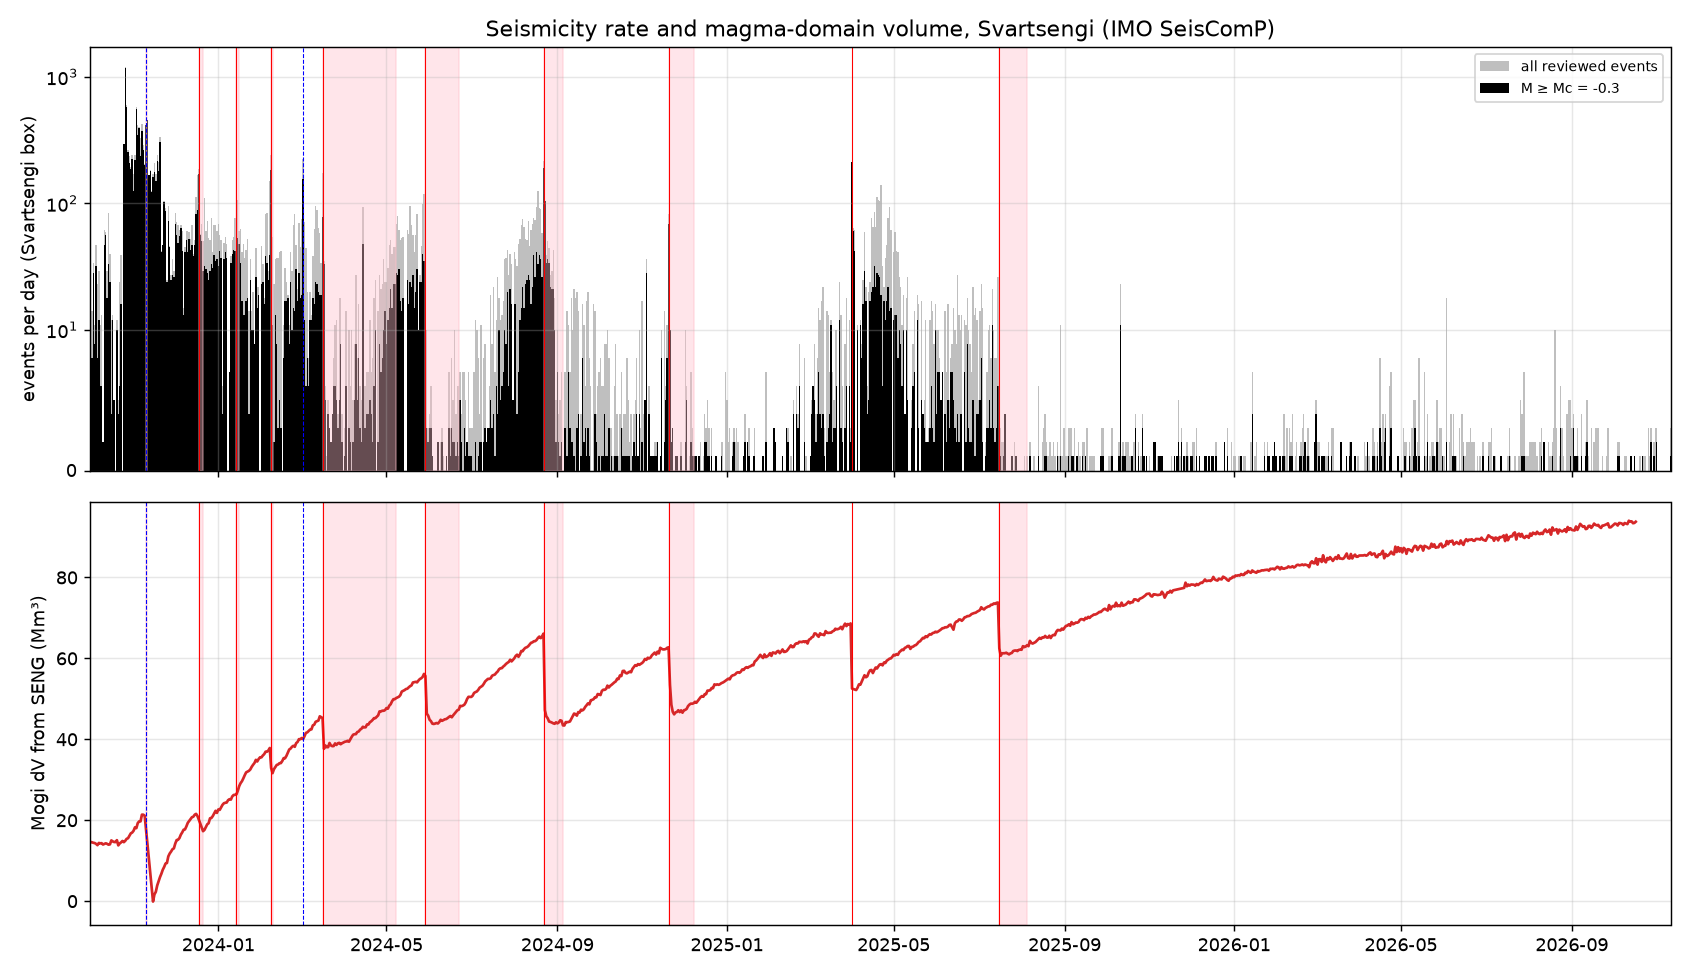 Seismicity rate and magma-domain volume, Svartsengi (IMO SeisComP)
all reviewed events
M ≥ Mc = -0.3
events per day (Svartsengi box)
10³
10²
10¹
0
Mogi dV from SENG (Mm³)
80
60
40
20
0
2024-01 2024-05 2024-09 2025-01 2025-05 2025-09 2026-01 2026-05 2026-09